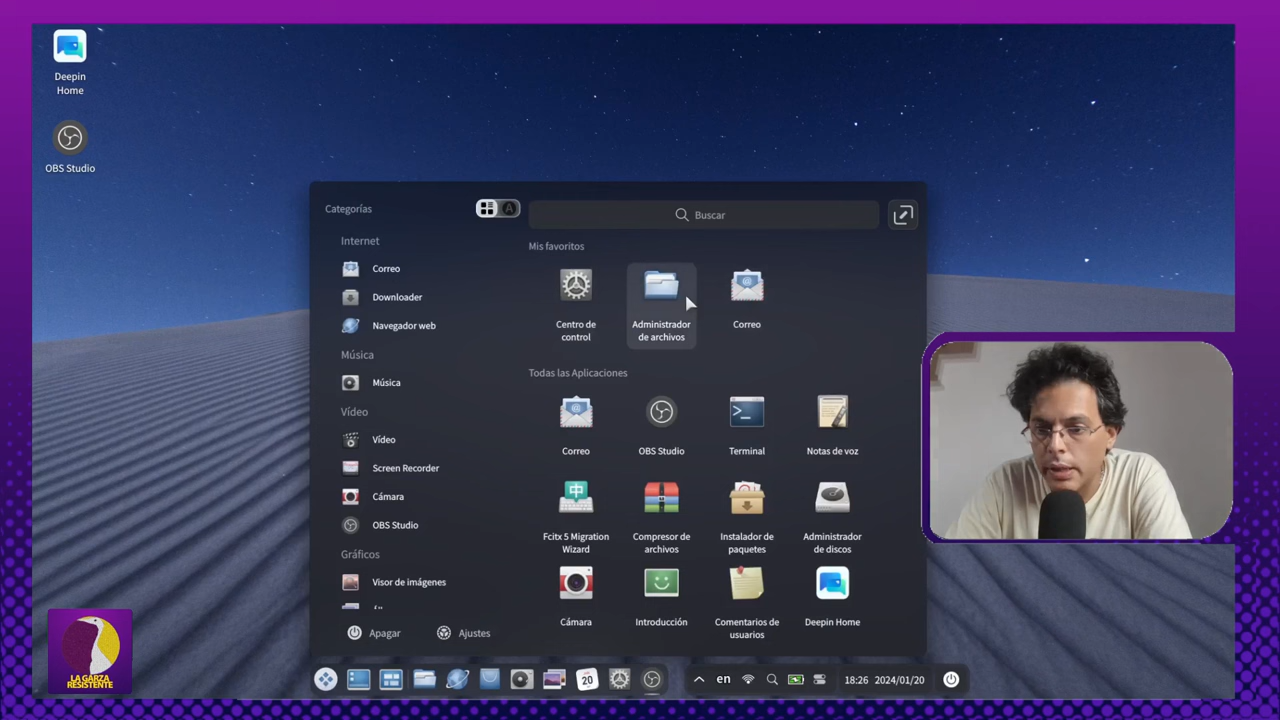 Deepin
Home
OBS Studio
Categorías
A
Buscar
Internet
Correo
Downloader
Navegador web
Música
Música
Vídeo
Vídeo
Screen Recorder
Cámara
OBS Studio
Gráficos
Visor de imágenes
Apagar
Ajustes
Mis favoritos
Centro de
control
Administrador
de archivos
Correo
Todas las Aplicaciones
Correo
OBS Studio
Terminal
Notas de voz
Fcitx 5 Migration
Wizard
Compresor de
archivos
Instalador de
paquetes
Administrador
de discos
Cámara
Introducción
Comentarios de
usuarios
Deepin Home
中
20
en
18:26 2024/01/20
LA GARZA
RESISTENTE